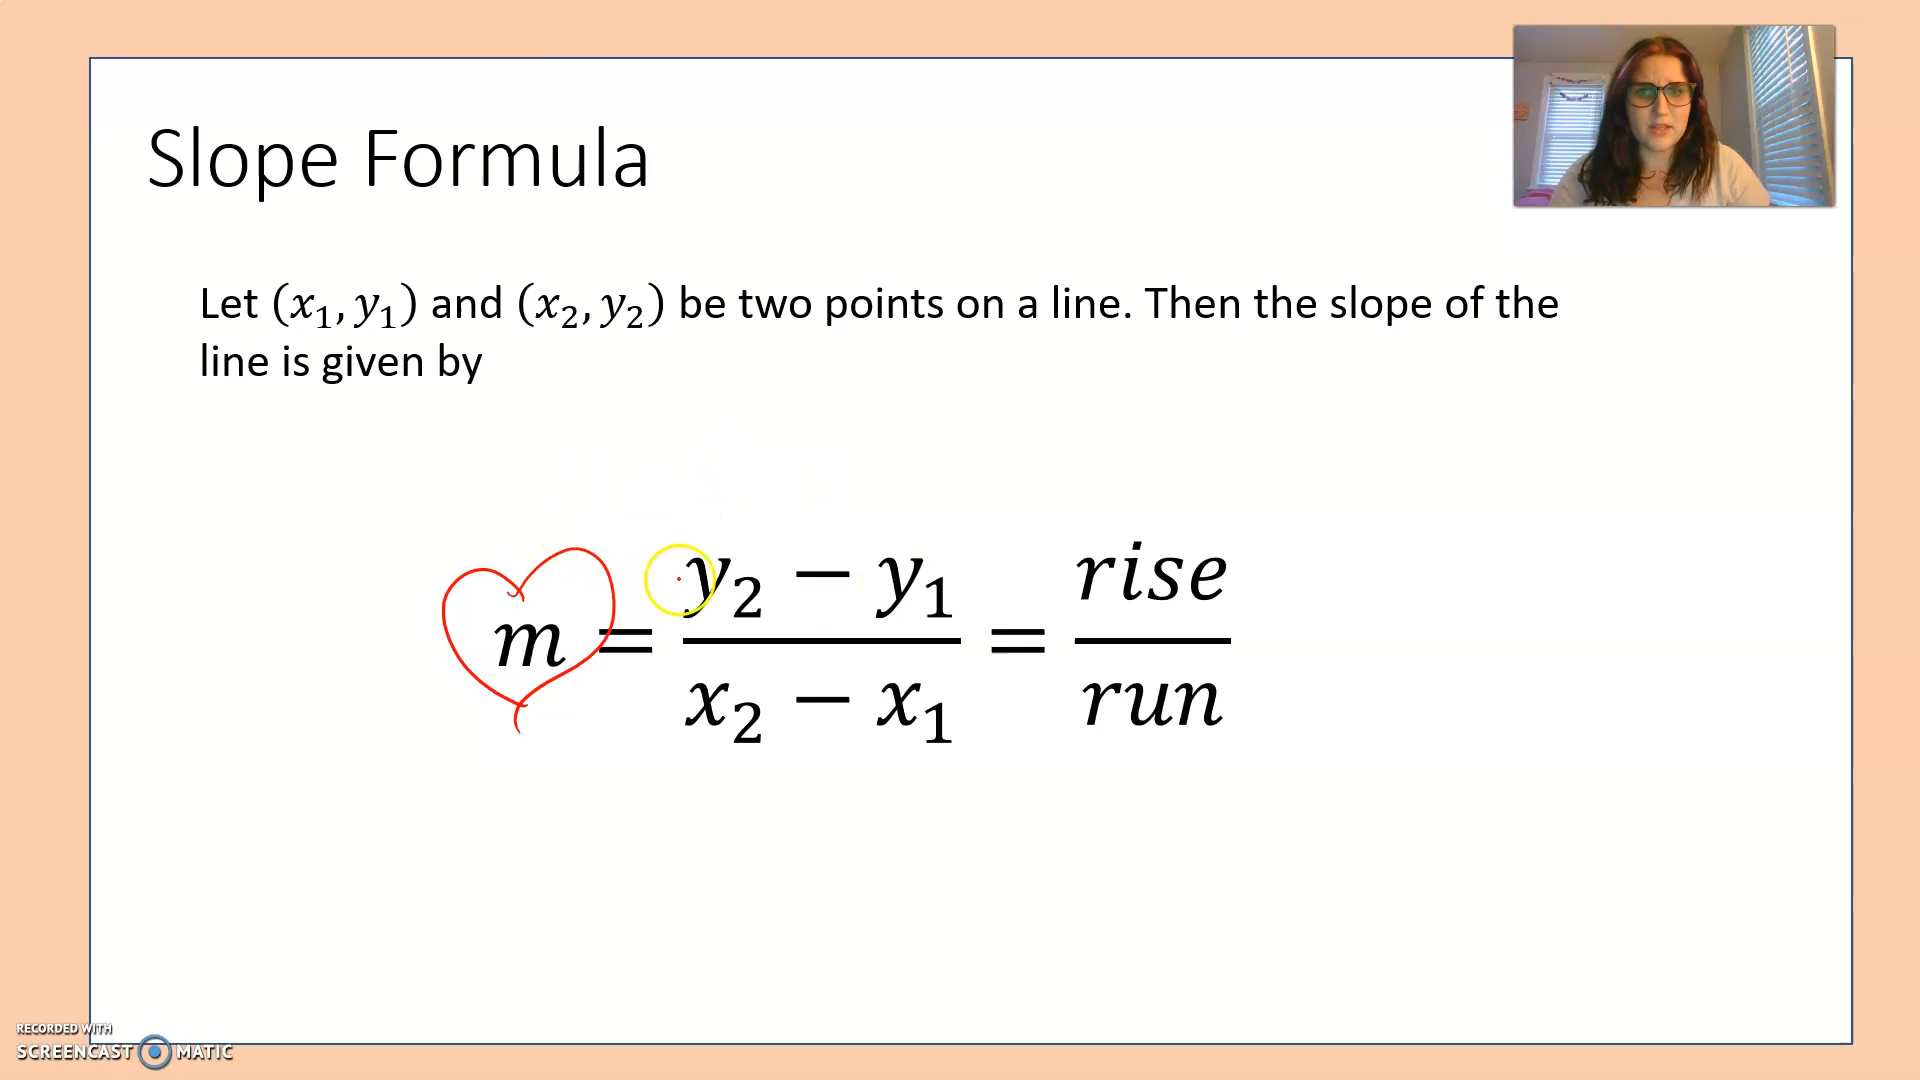 Slope Formula
Let (x₁, y₁) and (x₂, y₂) be two points on a line. Then the slope of the
line is given by
m = (y₂ − y₁)/(x₂ − x₁) = rise/run
RECORDED WITH
SCREENCAST MATIC